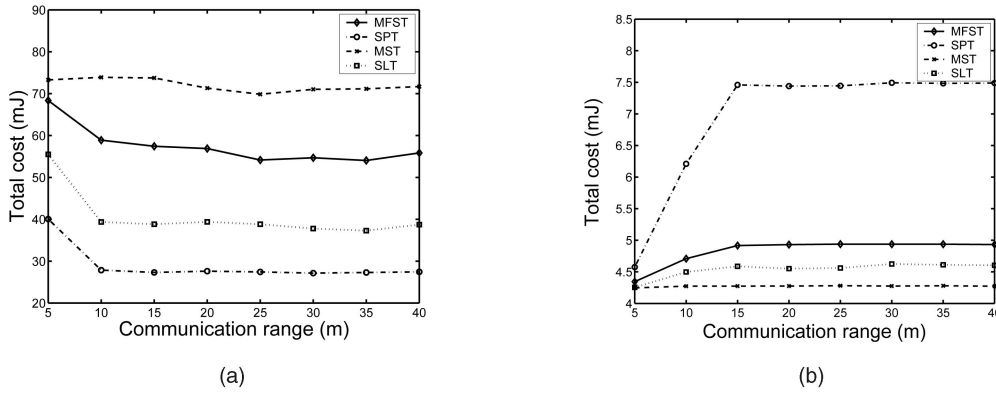 90
80
70
60
50
40
30
20
Total cost (mJ)
MFST
SPT
MST
SLT
5 10 15 20 25 30 35 40
Communication range (m)
(a)
8.5
8
7.5
7
6.5
6
5.5
5
4.5
4
Total cost (mJ)
MFST
SPT
MST
SLT
5 10 15 20 25 30 35 40
Communication range (m)
(b)